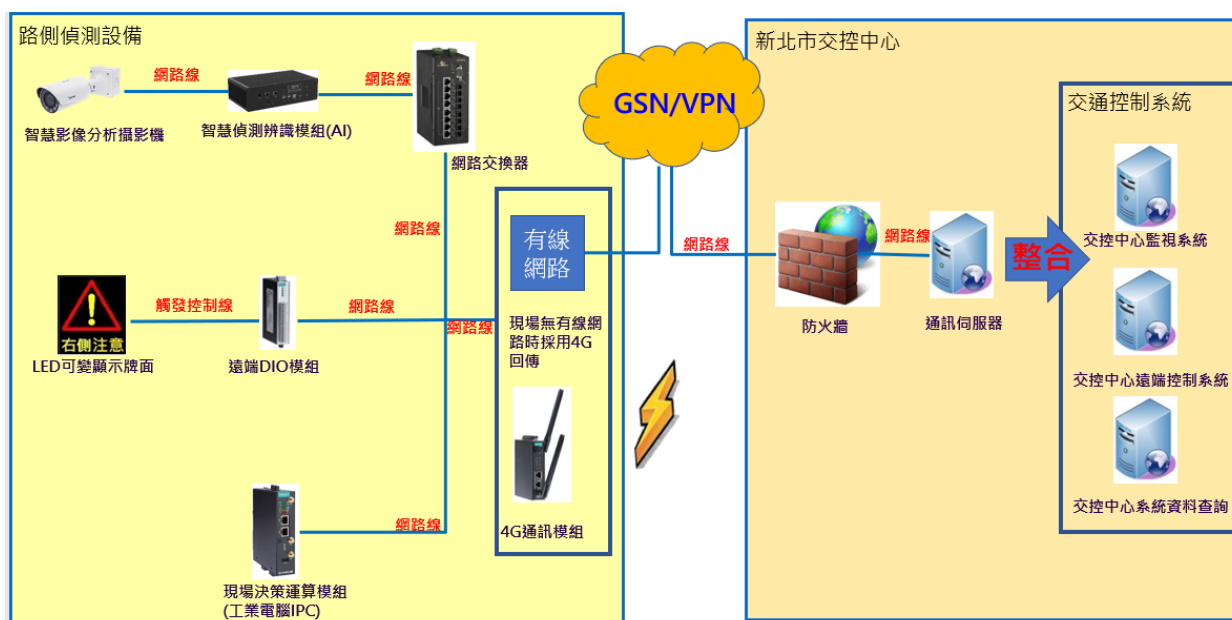 路側偵測設備
網路線
網路線
智慧影像分析攝影機
智慧偵測辨識模組(AI)
網路交換器
網路線
有線
網路
觸發控制線
網路線
網路線
右側注意
LED可變顯示牌面
遠端DIO模組
現場無有線網
路時採用4G
回傳
4G通訊模組
網路線
現場決策運算模組
(工業電腦IPC)
GSN/VPN
新北市交控中心
網路線
網路線
防火牆
通訊伺服器
整合
交通控制系統
交控中心監視系統
交控中心遠端控制系統
交控中心系統資料查詢